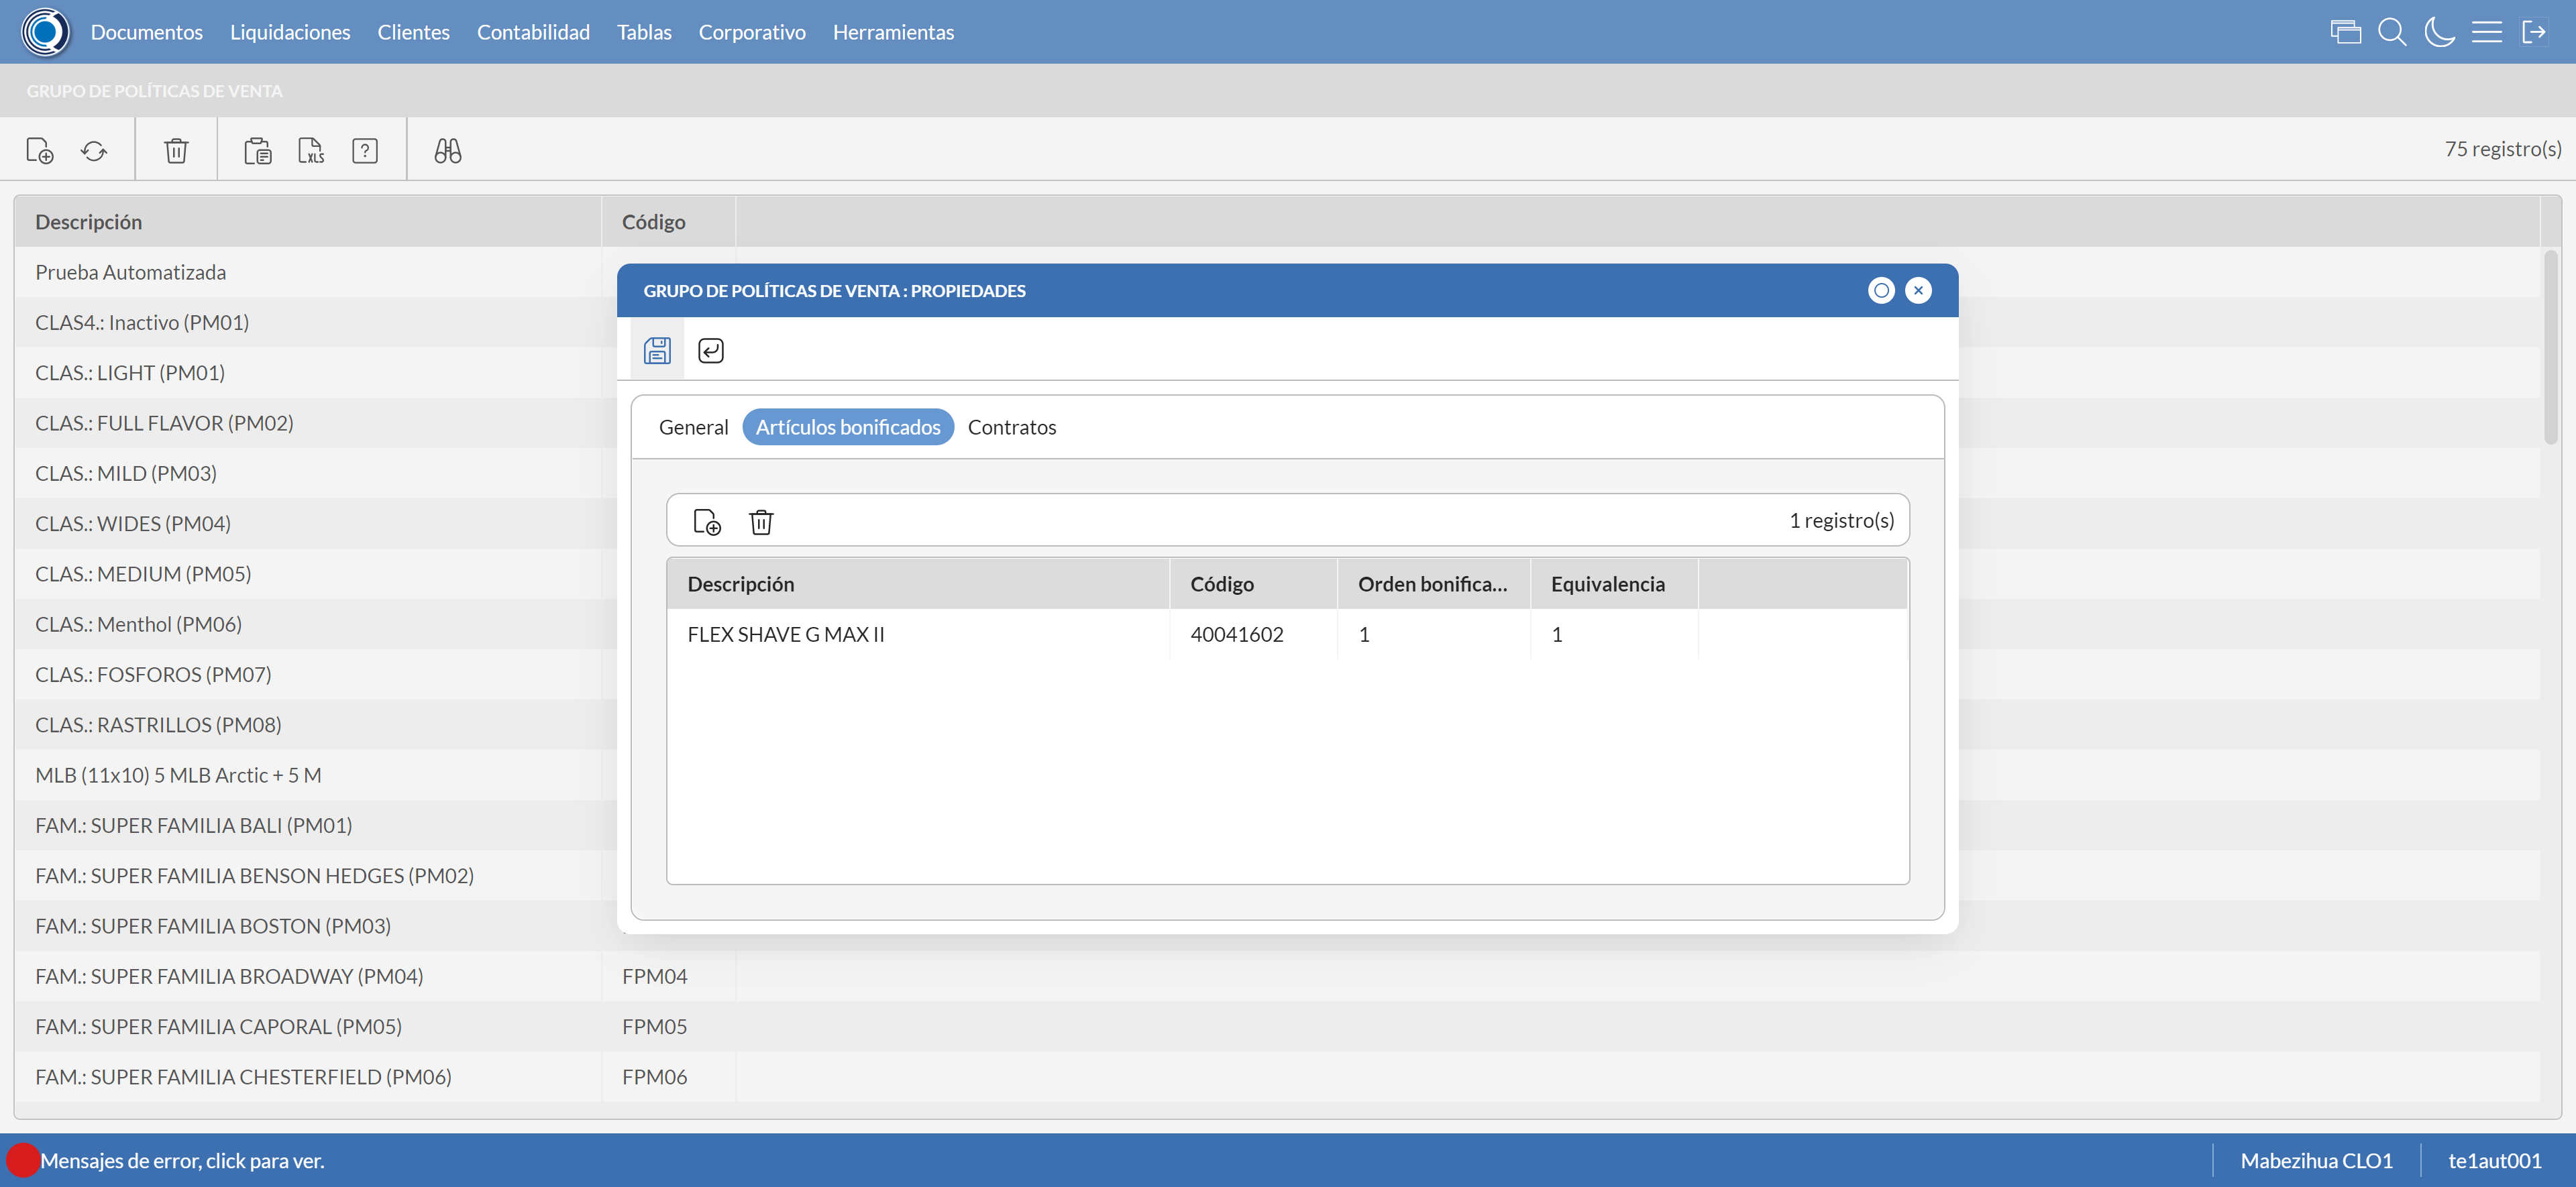 Documentos Liquidaciones Clientes Contabilidad Tablas Corporativo Herramientas
GRUPO DE POLÍTICAS DE VENTA
XLS ? 75 registro(s)
Descripción Código
Prueba Automatizada
CLAS4.: Inactivo (PM01)
CLAS.: LIGHT (PM01)
CLAS.: FULL FLAVOR (PM02)
CLAS.: MILD (PM03)
CLAS.: WIDES (PM04)
CLAS.: MEDIUM (PM05)
CLAS.: Menthol (PM06)
CLAS.: FOSFOROS (PM07)
CLAS.: RASTRILLOS (PM08)
MLB (11x10) 5 MLB Arctic + 5 M
FAM.: SUPER FAMILIA BALI (PM01)
FAM.: SUPER FAMILIA BENSON HEDGES (PM02)
FAM.: SUPER FAMILIA BOSTON (PM03)
FAM.: SUPER FAMILIA BROADWAY (PM04) FPM04
FAM.: SUPER FAMILIA CAPORAL (PM05) FPM05
FAM.: SUPER FAMILIA CHESTERFIELD (PM06) FPM06
GRUPO DE POLÍTICAS DE VENTA : PROPIEDADES
General Artículos bonificados Contratos
1 registro(s)
Descripción Código Orden bonifica... Equivalencia
FLEX SHAVE G MAX II 40041602 1 1
Mensajes de error, click para ver. Mabezihua CLO1 te1aut001